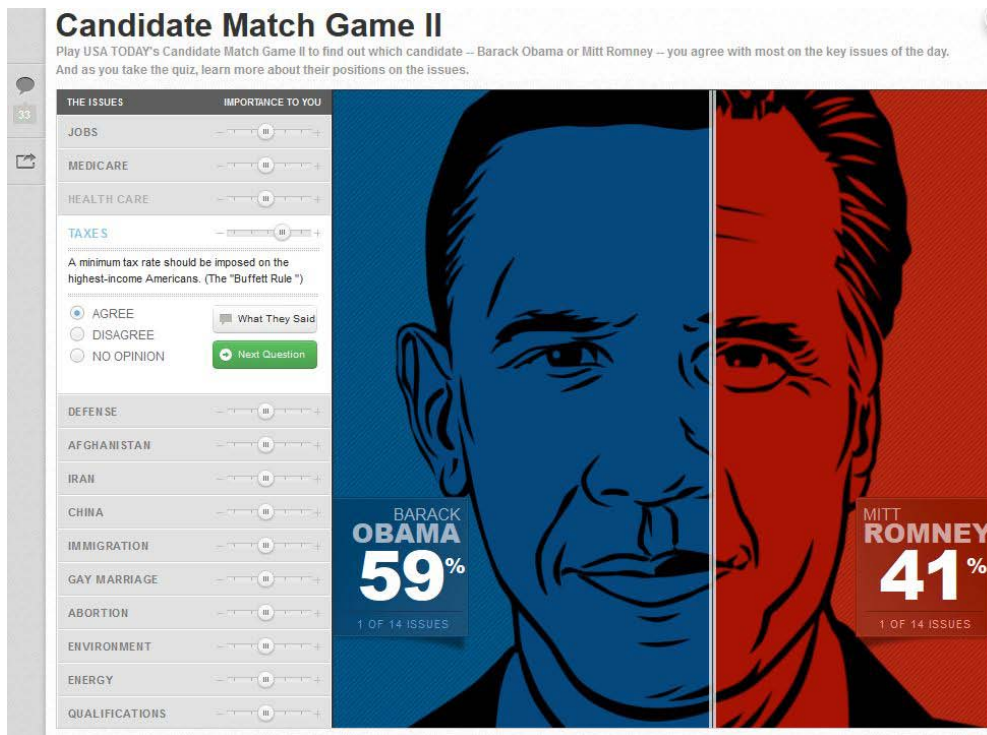 Candidate Match Game II
Play USA TODAY's Candidate Match Game II to find out which candidate -- Barack Obama or Mitt Romney -- you agree with most on the key issues of the day.
And as you take the quiz, learn more about their positions on the issues.
33
THE ISSUES IMPORTANCE TO YOU
JOBS
MEDICARE
HEALTH CARE
TAXES
A minimum tax rate should be imposed on the
highest-income Americans. (The "Buffett Rule ")
AGREE
DISAGREE
NO OPINION
What They Said
Next Question
DEFENSE
AFGHANISTAN
IRAN
CHINA
IMMIGRATION
GAY MARRIAGE
ABORTION
ENVIRONMENT
ENERGY
QUALIFICATIONS
BARACK
OBAMA
59%
1 OF 14 ISSUES
MITT
ROMNEY
41%
1 OF 14 ISSUES